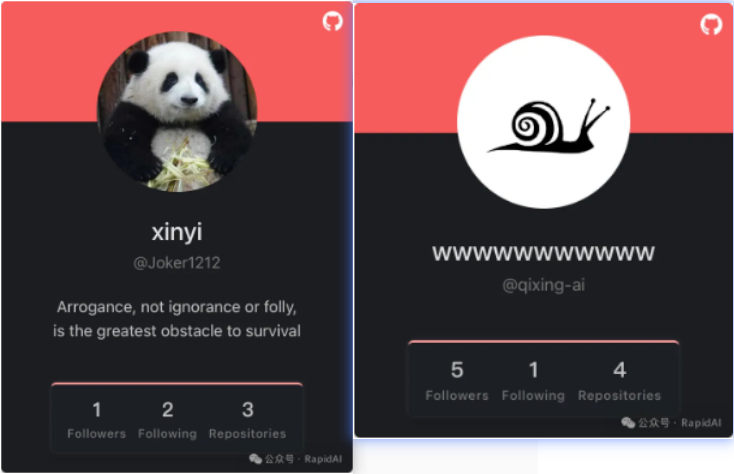 xinyi
@Joker1212
Arrogance, not ignorance or folly,
is the greatest obstacle to survival
1 2 3
Followers Following Repositories
公众号 · RapidAI
wwwwwwwwwww
@qixing-ai
5 1 4
Followers Following Repositories
公众号 · RapidAI